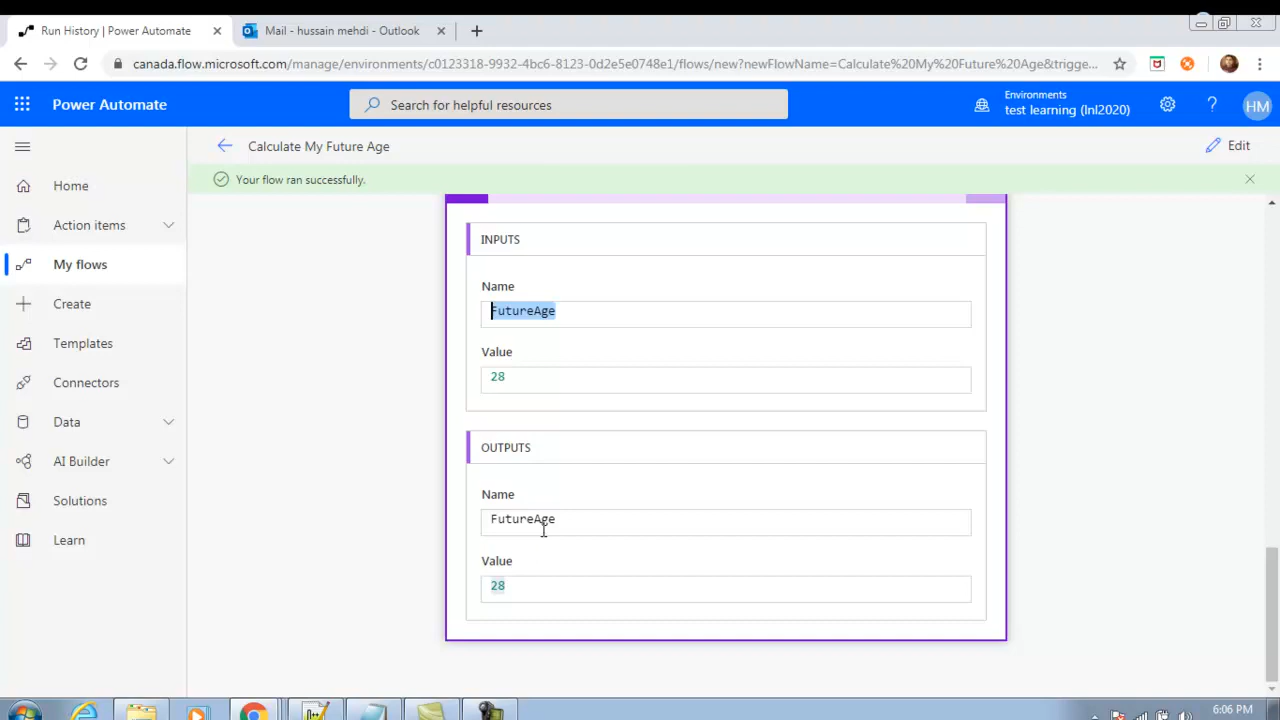 Run History | Power Automate
Mail - hussain mehdi - Outlook
canada.flow.microsoft.com/manage/environments/c0122318-9932-4bc6-8123-0d2e5e0748e1/flows/new?newFlowName=Calculate%20My%20Future%20Age&trigge...
Power Automate
Search for helpful resources
Environments
test learning (lnl2020)
HM
Calculate My Future Age
Edit
Your flow ran successfully.
Home
Action items
My flows
Create
Templates
Connectors
Data
AI Builder
Solutions
Learn
INPUTS
Name
FutureAge
Value
28
OUTPUTS
Name
FutureAge
Value
28
6:06 PM